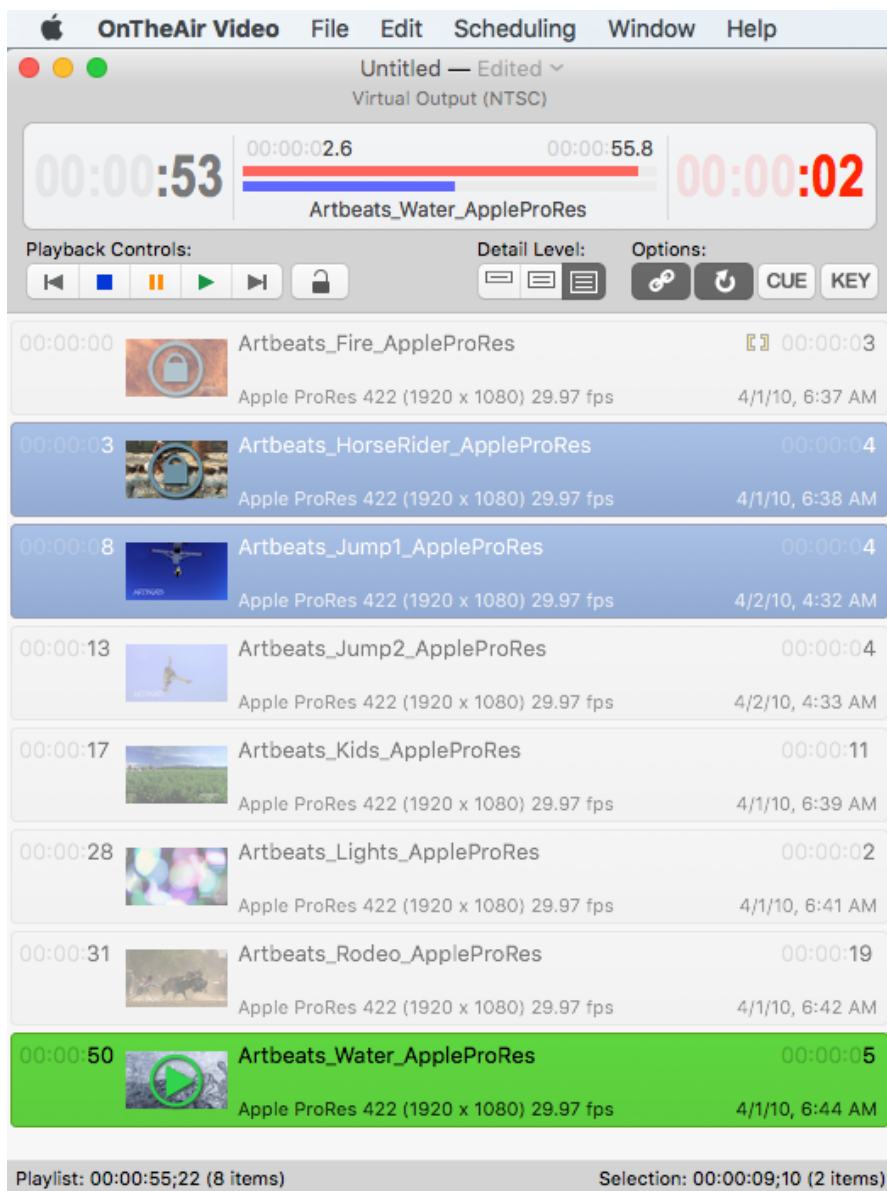 OnTheAir Video File Edit Scheduling Window Help
Untitled — Edited
Virtual Output (NTSC)
00:00:53 00:00:02.6 00:00:55.8 00:00:02
Artbeats_Water_AppleProRes
Playback Controls: Detail Level: Options:
CUE KEY
00:00:00 Artbeats_Fire_AppleProRes 00:00:03
Apple ProRes 422 (1920 x 1080) 29.97 fps 4/1/10, 6:37 AM
00:00:03 Artbeats_HorseRider_AppleProRes 00:00:04
Apple ProRes 422 (1920 x 1080) 29.97 fps 4/1/10, 6:38 AM
00:00:08 Artbeats_Jump1_AppleProRes 00:00:04
ARTBEATS
Apple ProRes 422 (1920 x 1080) 29.97 fps 4/2/10, 4:32 AM
00:00:13 Artbeats_Jump2_AppleProRes 00:00:04
Apple ProRes 422 (1920 x 1080) 29.97 fps 4/2/10, 4:33 AM
00:00:17 Artbeats_Kids_AppleProRes 00:00:11
Apple ProRes 422 (1920 x 1080) 29.97 fps 4/1/10, 6:39 AM
00:00:28 Artbeats_Lights_AppleProRes 00:00:02
Apple ProRes 422 (1920 x 1080) 29.97 fps 4/1/10, 6:41 AM
00:00:31 Artbeats_Rodeo_AppleProRes 00:00:19
Apple ProRes 422 (1920 x 1080) 29.97 fps 4/1/10, 6:42 AM
00:00:50 Artbeats_Water_AppleProRes 00:00:05
Apple ProRes 422 (1920 x 1080) 29.97 fps 4/1/10, 6:44 AM
Playlist: 00:00:55;22 (8 items) Selection: 00:00:09;10 (2 items)